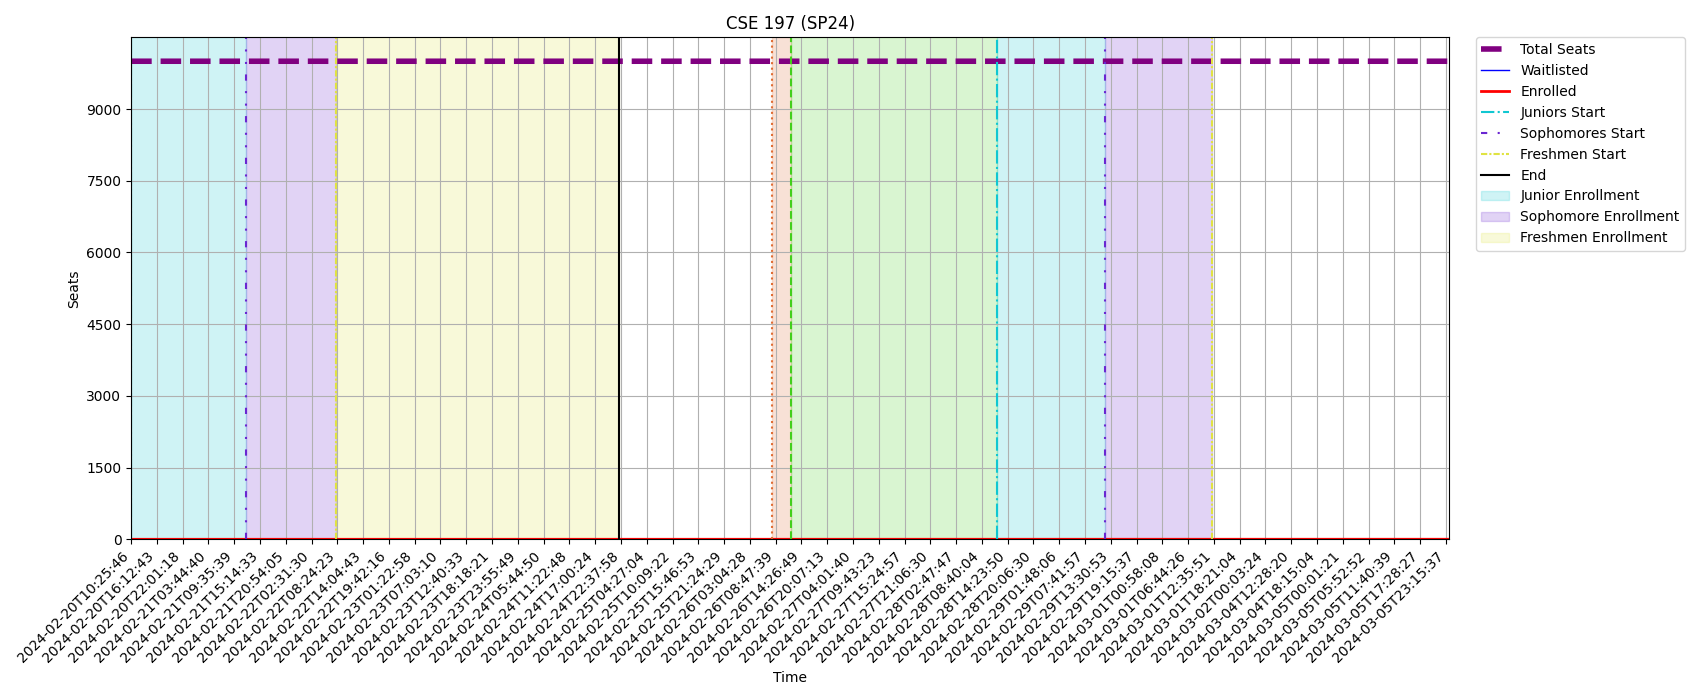 CSE 197 (SP24)
Total Seats
Waitlisted
Enrolled
Juniors Start
Sophomores Start
Freshmen Start
End
Junior Enrollment
Sophomore Enrollment
Freshmen Enrollment
Seats
9000
7500
6000
4500
3000
1500
0
2024-02-20T10:25:46
2024-02-20T16:12:43
2024-02-20T22:01:18
2024-02-21T03:44:40
2024-02-21T09:35:39
2024-02-21T15:14:33
2024-02-21T20:54:05
2024-02-22T02:31:30
2024-02-22T08:24:23
2024-02-22T14:04:43
2024-02-22T19:42:16
2024-02-23T01:22:58
2024-02-23T07:03:10
2024-02-23T12:40:33
2024-02-23T18:18:21
2024-02-23T23:55:49
2024-02-24T05:44:50
2024-02-24T11:22:48
2024-02-24T17:00:24
2024-02-24T22:37:58
2024-02-25T04:27:04
2024-02-25T10:09:22
2024-02-25T15:46:53
2024-02-25T21:24:29
2024-02-26T03:04:28
2024-02-26T08:47:39
2024-02-26T14:26:49
2024-02-26T20:07:13
2024-02-27T04:01:40
2024-02-27T09:43:23
2024-02-27T15:24:57
2024-02-27T21:06:30
2024-02-28T02:47:47
2024-02-28T08:40:04
2024-02-28T14:23:50
2024-02-28T20:06:30
2024-02-29T01:48:06
2024-02-29T07:41:57
2024-02-29T13:30:53
2024-02-29T19:15:37
2024-03-01T00:58:08
2024-03-01T06:44:26
2024-03-01T12:35:51
2024-03-01T18:21:04
2024-03-02T00:03:24
2024-03-04T12:28:20
2024-03-04T18:15:04
2024-03-05T00:01:21
2024-03-05T05:52:52
2024-03-05T11:40:39
2024-03-05T17:28:27
2024-03-05T23:15:37
Time